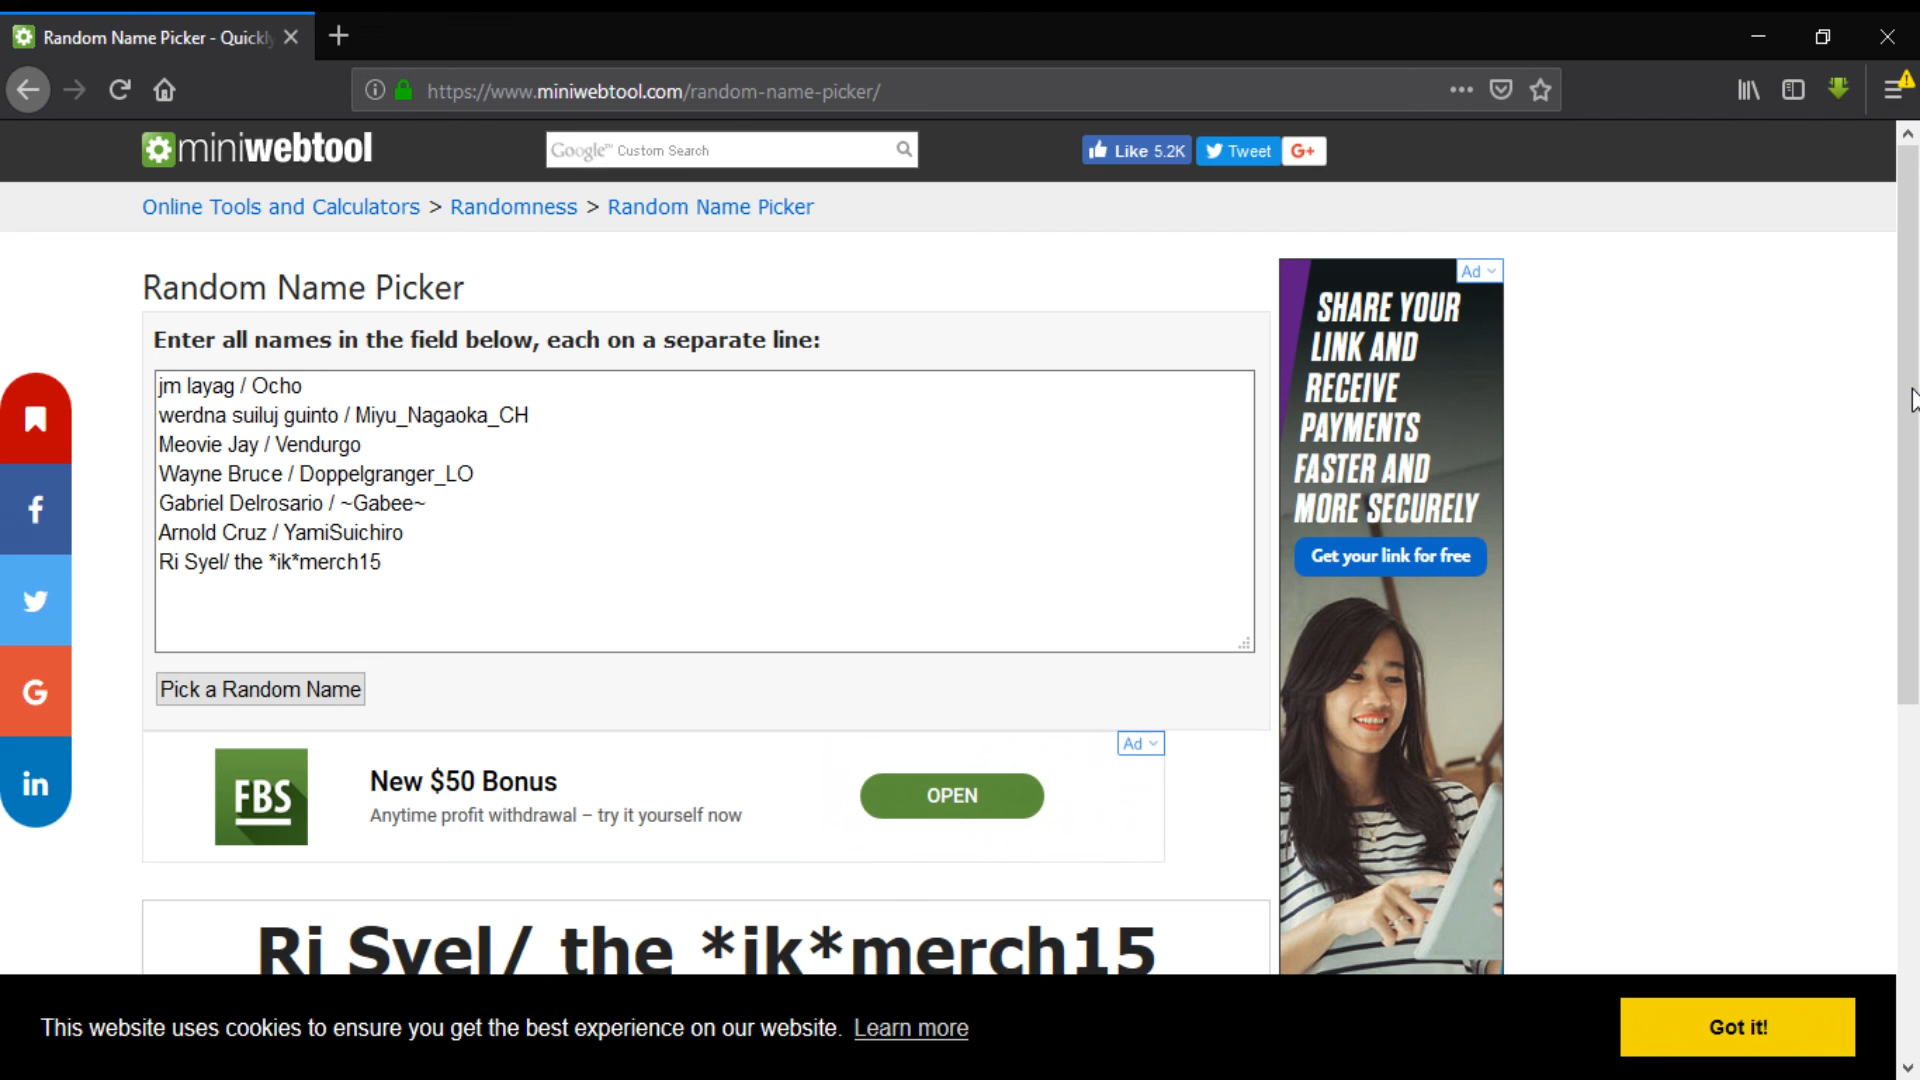 Random Name Picker - Quickly
https://www.miniwebtool.com/random-name-picker/
miniwebtool
Google™ Custom Search
Like 5.2K
Tweet
G+
Online Tools and Calculators > Randomness > Random Name Picker
Random Name Picker
Enter all names in the field below, each on a separate line:
jm layag / Ocho
werdna suiluj guinto / Miyu_Nagaoka_CH
Meovie Jay / Vendurgo
Wayne Bruce / Doppelgranger_LO
Gabriel Delrosario / ~Gabee~
Arnold Cruz / YamiSuichiro
Ri Syel/ the *ik*merch15
Pick a Random Name
Ad
SHARE YOUR
LINK AND
RECEIVE
PAYMENTS
FASTER AND
MORE SECURELY
Get your link for free
Ad
FBS
New $50 Bonus
Anytime profit withdrawal – try it yourself now
OPEN
Ri Syel/ the *ik*merch15
f
G
in
This website uses cookies to ensure you get the best experience on our website. Learn more
Got it!